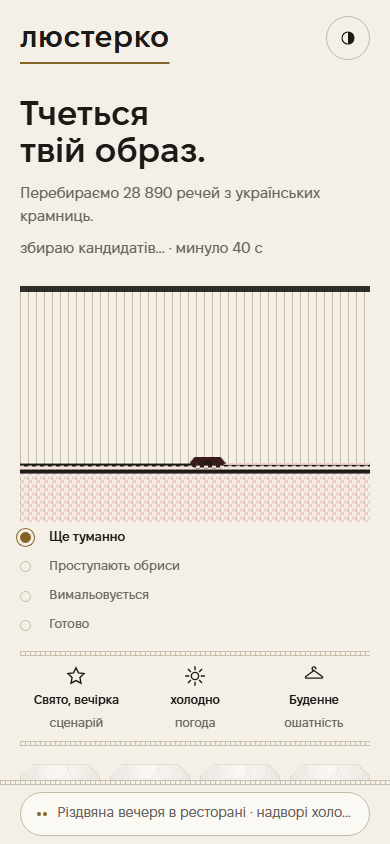 люстерко
Тчеться
твій образ.
Перебираємо 28 890 речей з українських
крамниць.
збираю кандидатів... · минуло 40 с
Ще туманно
Проступають обриси
Вимальовується
Готово
Свято, вечірка
холодно
Буденне
сценарій
погода
ошатність
Різдвяна вечеря в ресторані · надворі холо...